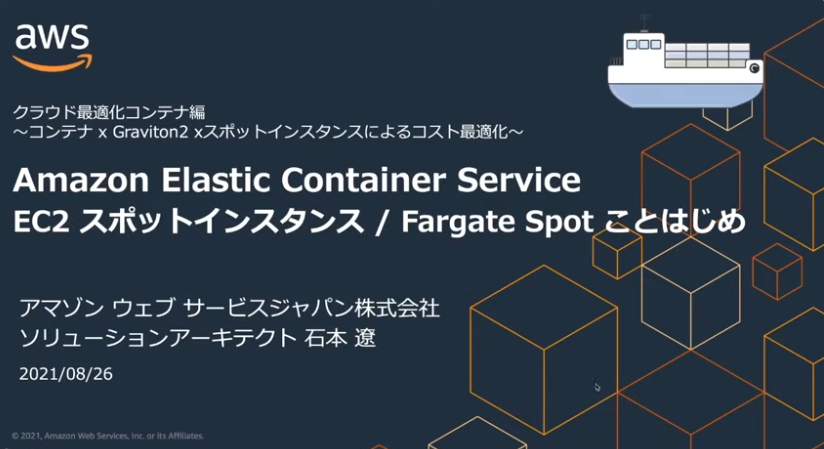 aws
クラウド最適化コンテナ編
～コンテナ x Graviton2 xスポットインスタンスによるコスト最適化～
Amazon Elastic Container Service
EC2 スポットインスタンス / Fargate Spot ことはじめ
アマゾン ウェブ サービスジャパン株式会社
ソリューションアーキテクト 石本 遼
2021/08/26
© 2021, Amazon Web Services, Inc. or its Affiliates.